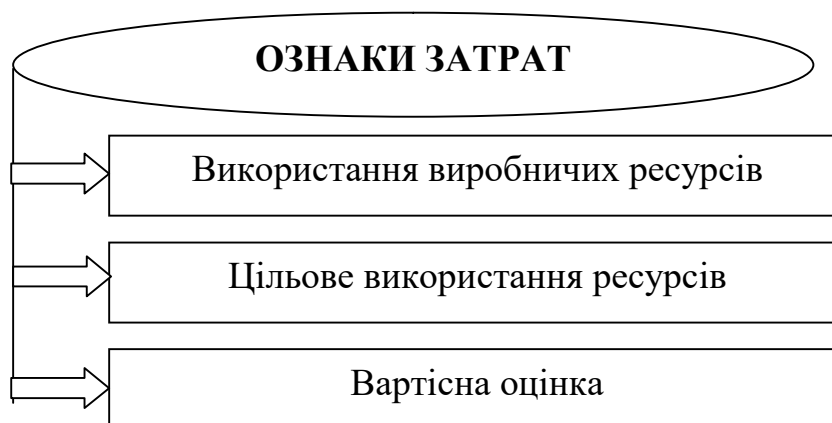 ОЗНАКИ ЗАТРАТ
Використання виробничих ресурсів
Цільове використання ресурсів
Вартісна оцінка